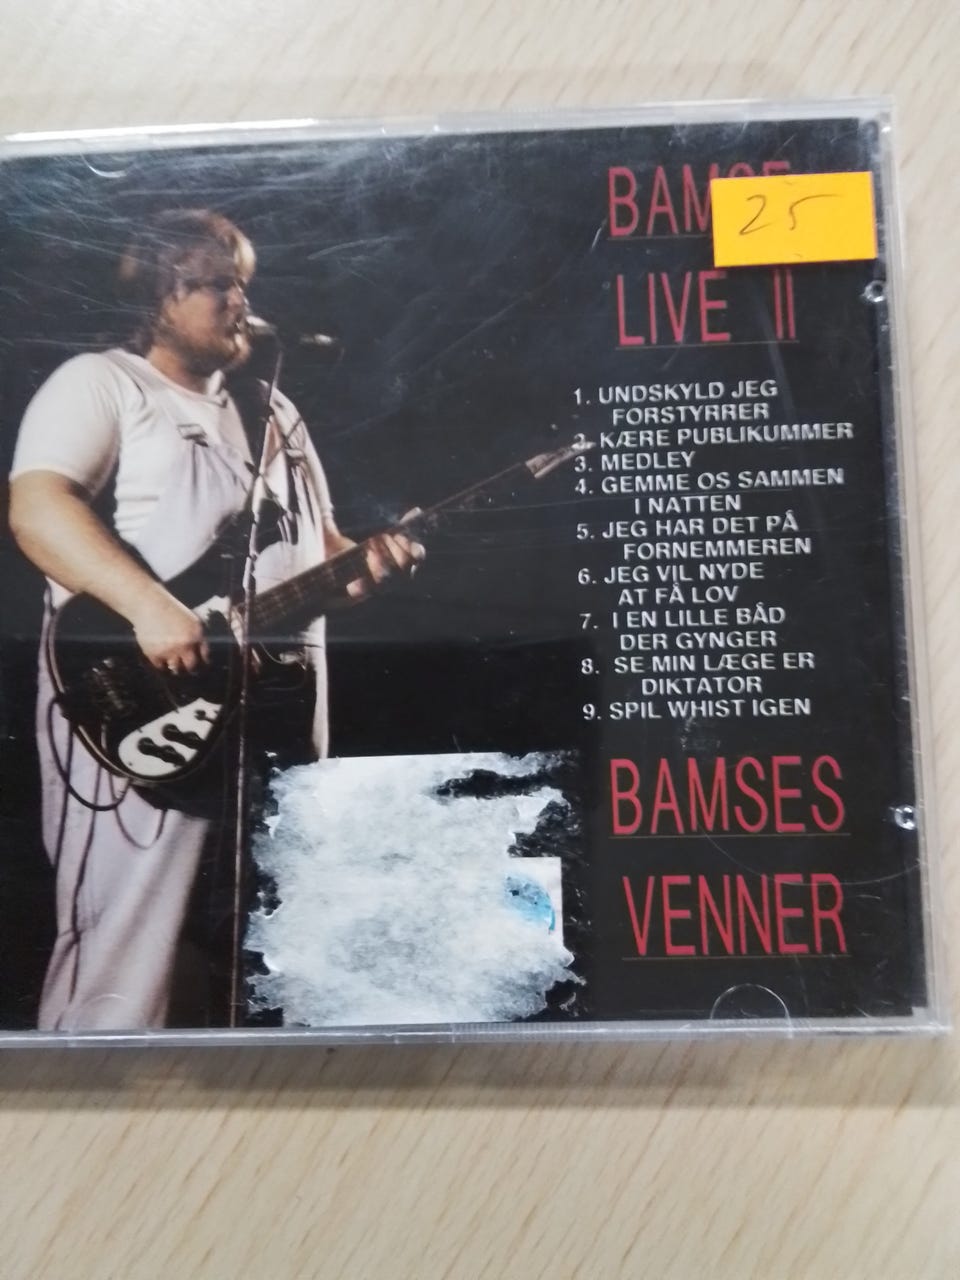 25
LIVE II
1. UNDSKYLD JEG
FORSTYRRER
2. KÆRE PUBLIKUMMER
3. MEDLEY
4. GEMME OS SAMMEN
I NATTEN
5. JEG HAR DET PÅ
FORNEMMEREN
6. JEG VIL NYDE
AT FÅ LOV
7. I EN LILLE BÅD
DER GYNGER
8. SE MIN LÆGE ER
DIKTATOR
9. SPIL WHIST IGEN
BAMSES
VENNER